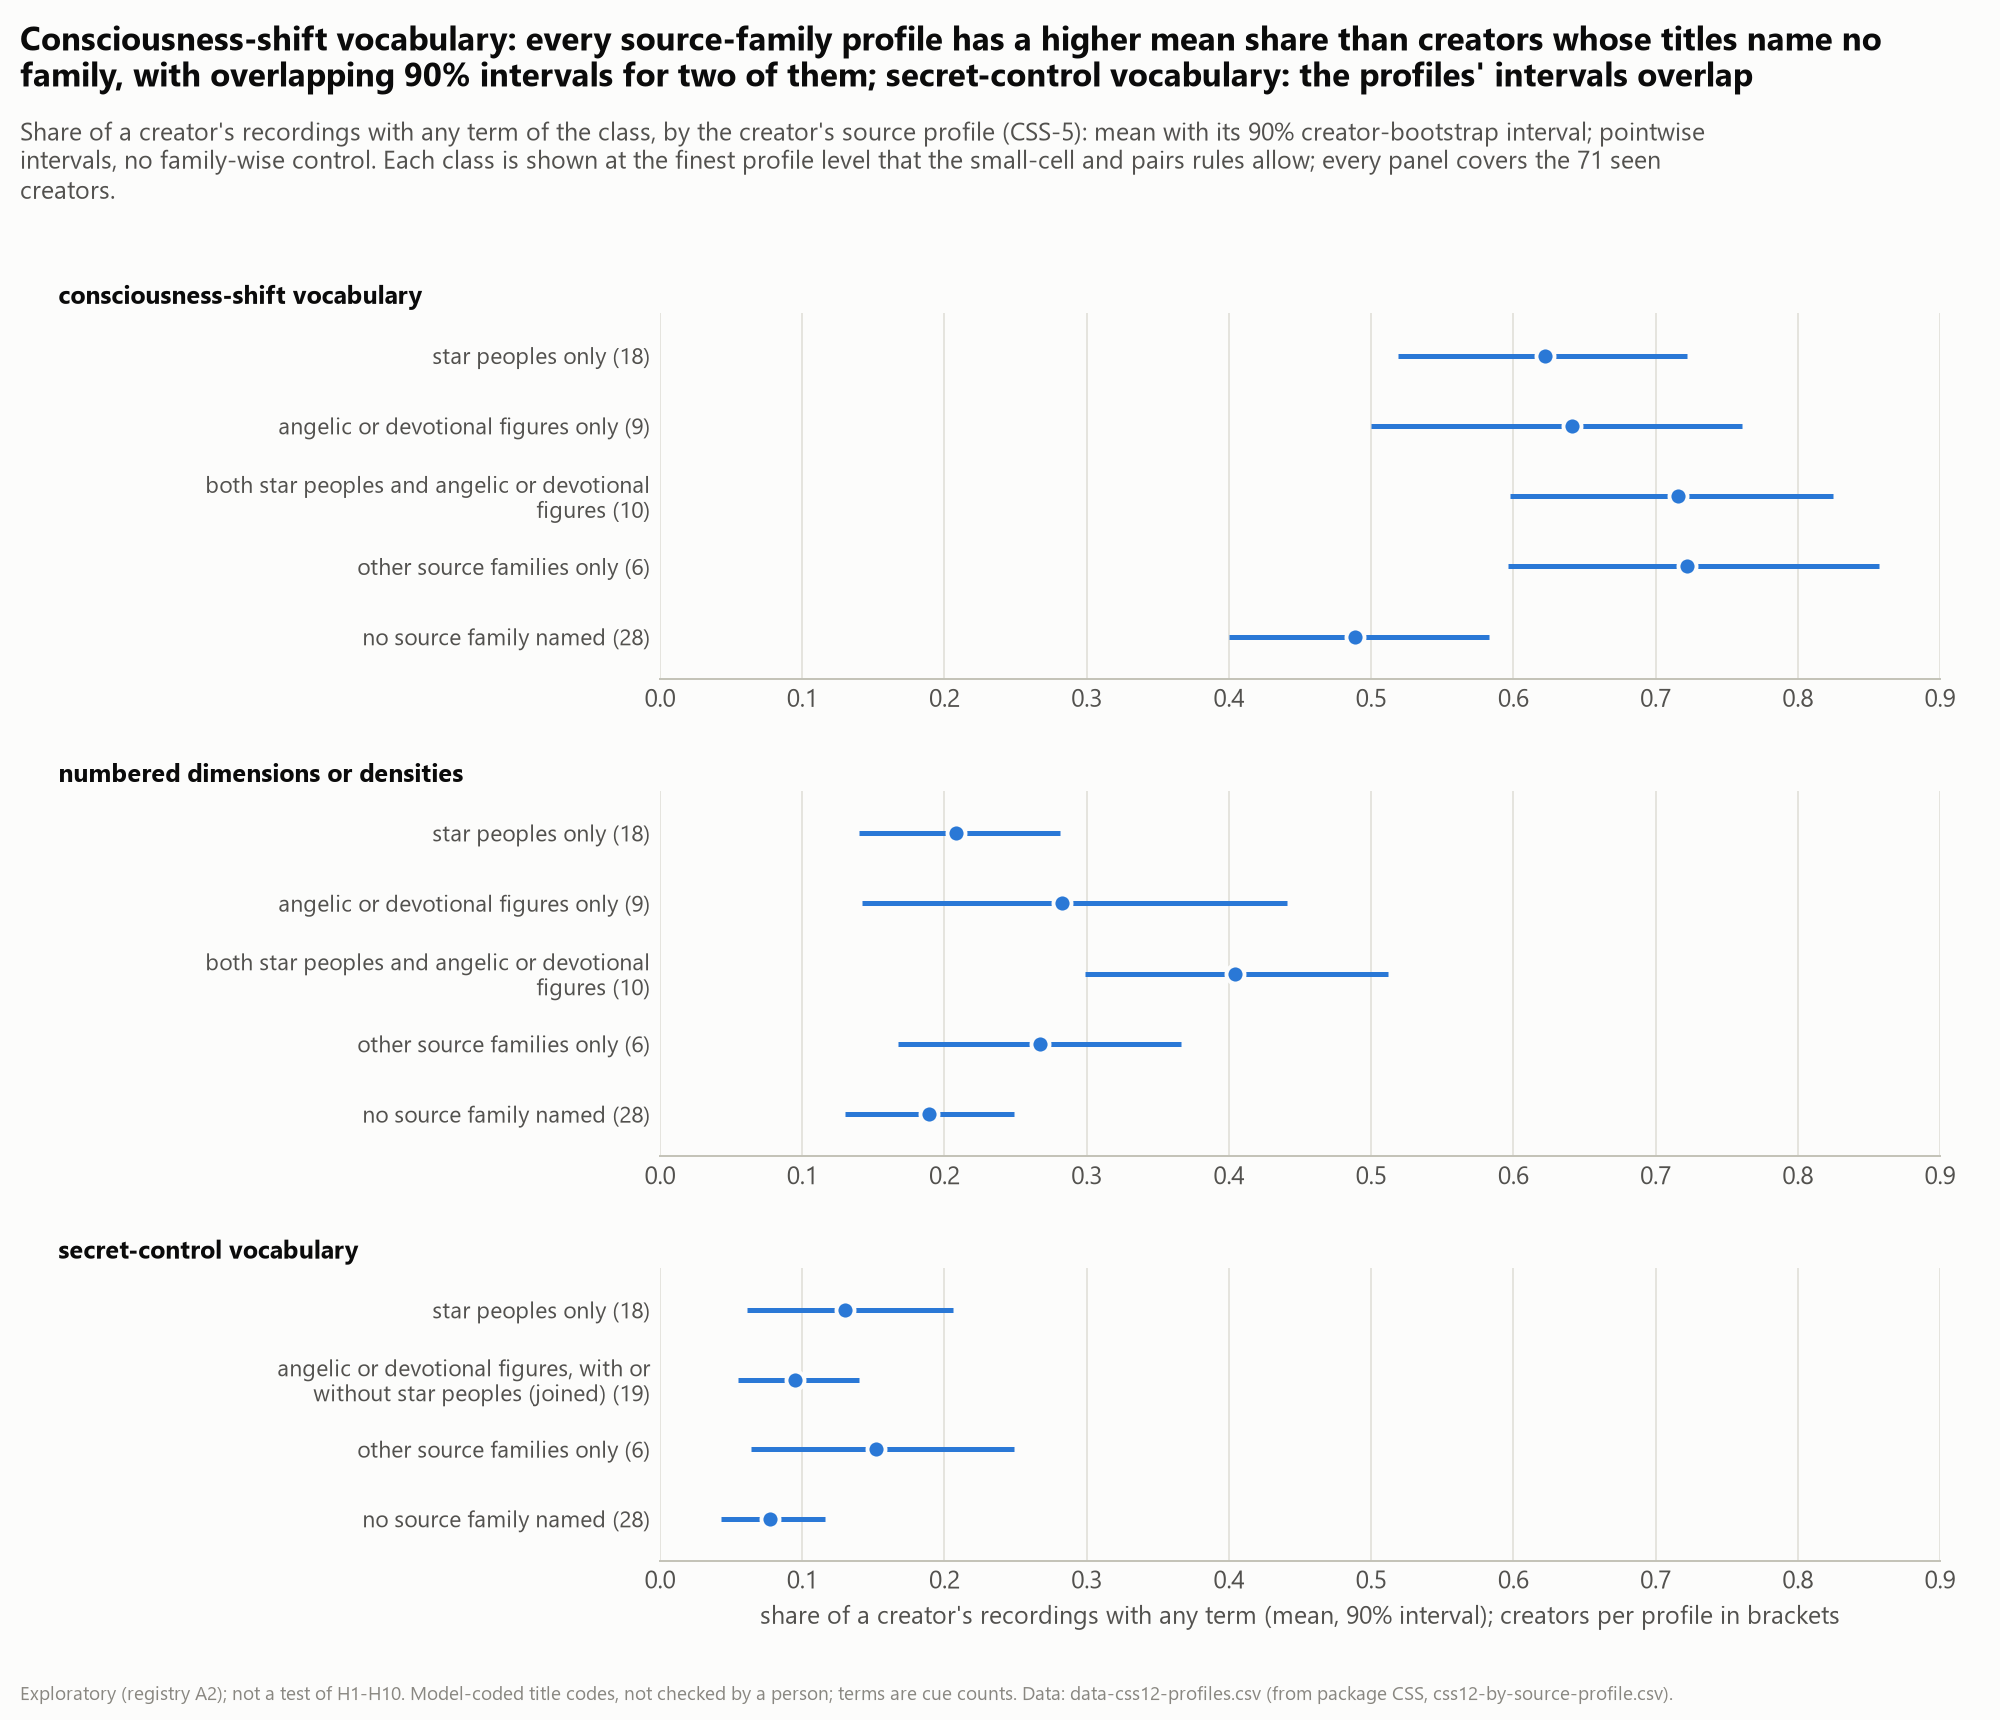 Consciousness-shift vocabulary: every source-family profile has a higher mean share than creators whose titles name no
family, with overlapping 90% intervals for two of them; secret-control vocabulary: the profiles' intervals overlap
Share of a creator's recordings with any term of the class, by the creator's source profile (CSS-5): mean with its 90% creator-bootstrap interval; pointwise
intervals, no family-wise control. Each class is shown at the finest profile level that the small-cell and pairs rules allow; every panel covers the 71 seen
creators.
consciousness-shift vocabulary
star peoples only (18)
angelic or devotional figures only (9)
both star peoples and angelic or devotional
figures (10)
other source families only (6)
no source family named (28)
0.0 0.1 0.2 0.3 0.4 0.5 0.6 0.7 0.8 0.9
numbered dimensions or densities
star peoples only (18)
angelic or devotional figures only (9)
both star peoples and angelic or devotional
figures (10)
other source families only (6)
no source family named (28)
0.0 0.1 0.2 0.3 0.4 0.5 0.6 0.7 0.8 0.9
secret-control vocabulary
star peoples only (18)
angelic or devotional figures, with or
without star peoples (joined) (19)
other source families only (6)
no source family named (28)
0.0 0.1 0.2 0.3 0.4 0.5 0.6 0.7 0.8 0.9
share of a creator's recordings with any term (mean, 90% interval); creators per profile in brackets
Exploratory (registry A2); not a test of H1-H10. Model-coded title codes, not checked by a person; terms are cue counts. Data: data-css12-profiles.csv (from package CSS, css12-by-source-profile.csv).